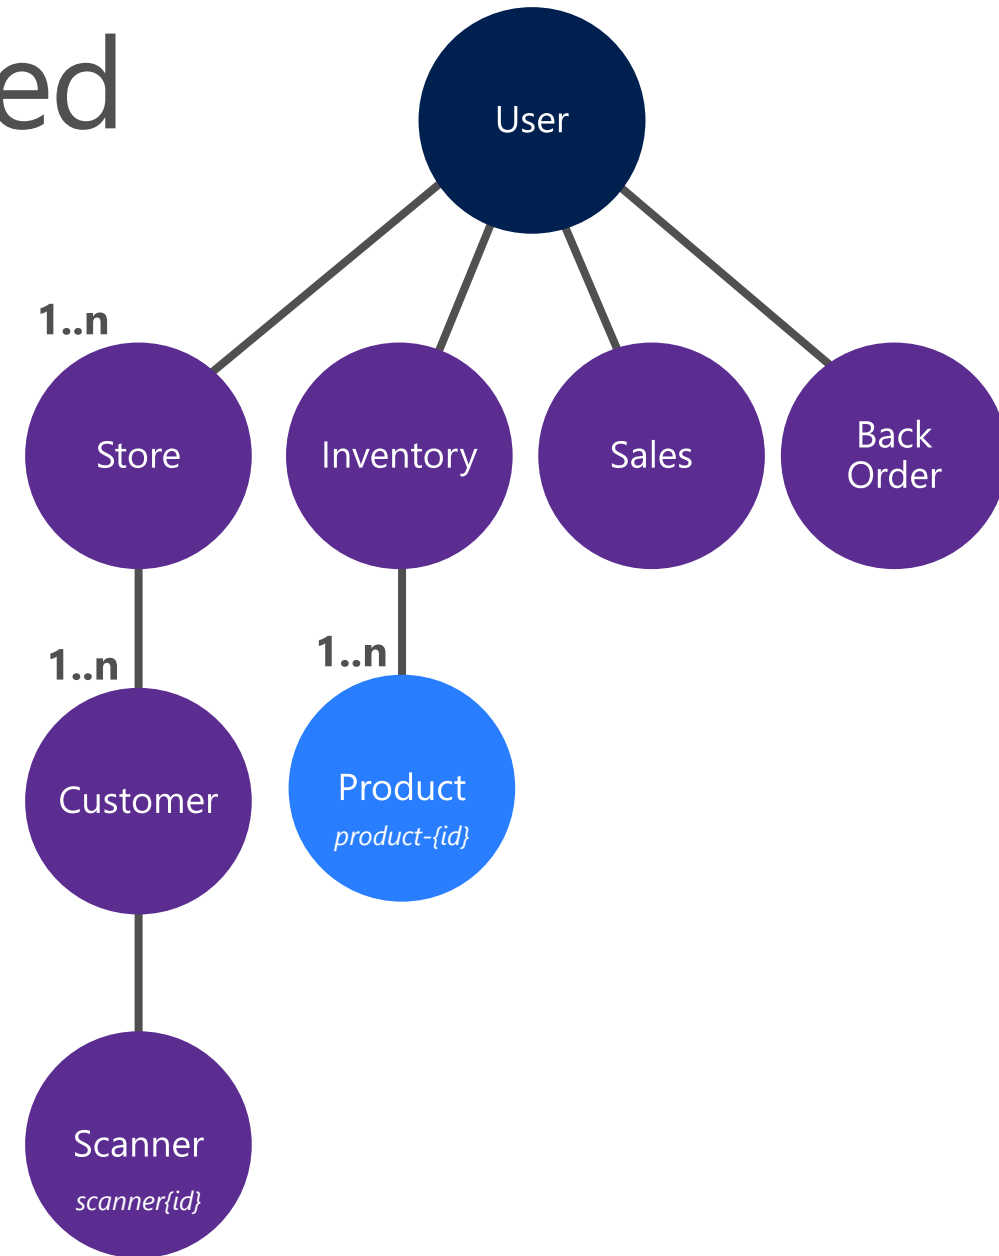 ed
User
1..n
Store
Inventory
Sales
Back
Order
1..n
1..n
Customer
Product
product-{id}
Scanner
scanner{id}